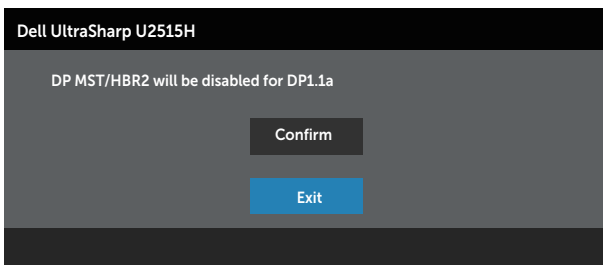 Dell UltraSharp U2515H
DP MST/HBR2 will be disabled for DP1.1a
Confirm
Exit